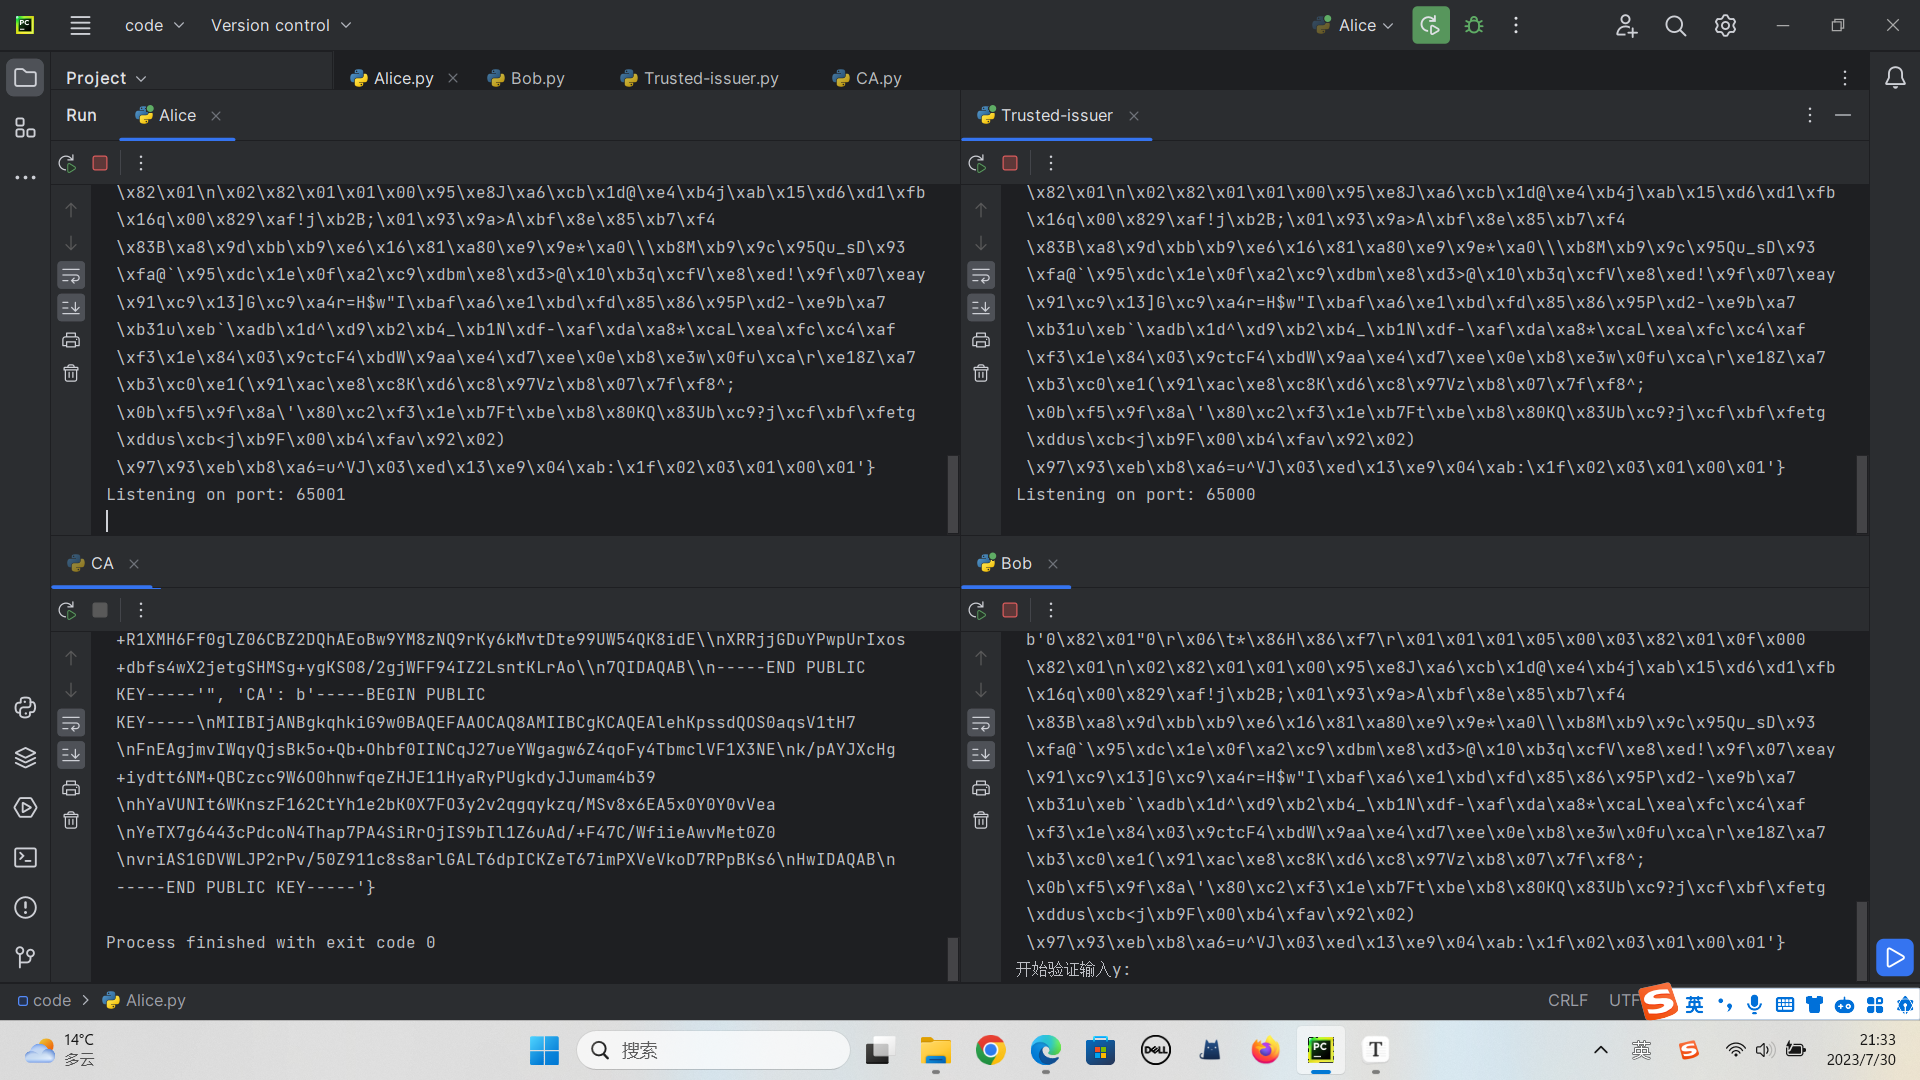 code
Version control
Alice
Project
Alice.py
Bob.py
Trusted-issuer.py
CA.py
Run
Alice
Trusted-issuer
\x82\x01\n\x02\x82\x01\x01\x00\x95\xe8J\xa6\xcb\x1d@\xe4\xb4j\xab\x15\xd6\xd1\xfb
\x16q\x00\x829\xaf!j\xb2B;\x01\x93\x9a>A\xbf\x8e\x85\xb7\xf4
\x83B\xa8\x9d\xbb\xb9\xe6\x16\x81\xa80\xe9\x9e*\xa0\\\xb8M\xb9\x9c\x95Qu_sD\x93
\xfa@`\x95\xdc\x1e\x0f\xa2\xc9\xdbm\xe8\xd3>@\x10\xb3q\xcfV\xe8\xed!\x9f\x07\xeay
\x91\xc9\x13]G\xc9\xa4r=H$w"I\xbaf\xa6\xe1\xbd\xfd\x85\x86\x95P\xd2-\xe9b\xa7
\xb31u\xeb`\xadb\x1d^\xd9\xb2\xb4_\xb1N\xdf-\xaf\xda\xa8*\xcaL\xea\xfc\xc4\xaf
\xf3\x1e\x84\x03\x9ctcF4\xbdW\x9aa\xe4\xd7\xee\x0e\xb8\xe3w\x0fu\xca\r\xe18Z\xa7
\xb3\xc0\xe1(\x91\xac\xe8\xc8K\xd6\xc8\x97Vz\xb8\x07\x7f\xf8^;
\x0b\xf5\x9f\x8a\'\x80\xc2\xf3\x1e\xb7Ft\xbe\xb8\x80KQ\x83Ub\xc9?j\xcf\xbf\xfetg
\xddus\xcb<j\xb9F\x00\xb4\xfav\x92\x02)
\x97\x93\xeb\xb8\xa6=u^VJ\x03\xed\x13\xe9\x04\xab:\x1f\x02\x03\x01\x00\x01'}
Listening on port: 65001
\x82\x01\n\x02\x82\x01\x01\x00\x95\xe8J\xa6\xcb\x1d@\xe4\xb4j\xab\x15\xd6\xd1\xfb
\x16q\x00\x829\xaf!j\xb2B;\x01\x93\x9a>A\xbf\x8e\x85\xb7\xf4
\x83B\xa8\x9d\xbb\xb9\xe6\x16\x81\xa80\xe9\x9e*\xa0\\\xb8M\xb9\x9c\x95Qu_sD\x93
\xfa@`\x95\xdc\x1e\x0f\xa2\xc9\xdbm\xe8\xd3>@\x10\xb3q\xcfV\xe8\xed!\x9f\x07\xeay
\x91\xc9\x13]G\xc9\xa4r=H$w"I\xbaf\xa6\xe1\xbd\xfd\x85\x86\x95P\xd2-\xe9b\xa7
\xb31u\xeb`\xadb\x1d^\xd9\xb2\xb4_\xb1N\xdf-\xaf\xda\xa8*\xcaL\xea\xfc\xc4\xaf
\xf3\x1e\x84\x03\x9ctcF4\xbdW\x9aa\xe4\xd7\xee\x0e\xb8\xe3w\x0fu\xca\r\xe18Z\xa7
\xb3\xc0\xe1(\x91\xac\xe8\xc8K\xd6\xc8\x97Vz\xb8\x07\x7f\xf8^;
\x0b\xf5\x9f\x8a\'\x80\xc2\xf3\x1e\xb7Ft\xbe\xb8\x80KQ\x83Ub\xc9?j\xcf\xbf\xfetg
\xddus\xcb<j\xb9F\x00\xb4\xfav\x92\x02)
\x97\x93\xeb\xb8\xa6=u^VJ\x03\xed\x13\xe9\x04\xab:\x1f\x02\x03\x01\x00\x01'}
Listening on port: 65000
CA
Bob
+R1XMH6Ff0glZ06CBZ2DQhAEoBw9YM8zNQ9rKy6kMvtDte99UW54QK8idE\\nXRRjjGDuYPwpUrIxos
+dbfs4wX2jetgSHMSg+ygKS08/2gjWFF94IZ2LsntKLrAo\\n7QIDAQAB\\n-----END PUBLIC
KEY-----'", 'CA': b'-----BEGIN PUBLIC
KEY-----\nMIIBIjANBgkqhkiG9w0BAQEFAAOCAQ8AMIIBCgKCAQEAlehKpssdQOS0aqsV1tH7
\nFnEAgjmvIWqyQjsBk5o+Qb+Ohbf0IINCqJ27ueYWgagw6Z4qoFy4TbmclVF1X3NE\nk/pAYJXcHg
+iydtt6NM+QBCzcc9W6O0hnwfqeZHJE11HyaRyPUgkdyJJumam4b39
\nhYaVUNIt6WKnszF162CtYh1e2bK0X7FO3y2v2qgqykzq/MSv8x6EA5x0Y0Y0vVea
\nYeTX7g6443cPdcoN4Thap7PA4SiRrOjIS9bIl1Z6uAd/+F47C/WfiieAwvMet0Z0
\nvriAS1GDVWLJP2rPv/50Z911c8s8arlGALT6dpICKZeT67imPXVeVkoD7RPpBKs6\nHwIDAQAB\n
-----END PUBLIC KEY-----'}
Process finished with exit code 0
b'0\x82\x01"0\r\x06\t*\x86H\x86\xf7\r\x01\x01\x01\x05\x00\x03\x82\x01\x0f\x000
\x82\x01\n\x02\x82\x01\x01\x00\x95\xe8J\xa6\xcb\x1d@\xe4\xb4j\xab\x15\xd6\xd1\xfb
\x16q\x00\x829\xaf!j\xb2B;\x01\x93\x9a>A\xbf\x8e\x85\xb7\xf4
\x83B\xa8\x9d\xbb\xb9\xe6\x16\x81\xa80\xe9\x9e*\xa0\\\xb8M\xb9\x9c\x95Qu_sD\x93
\xfa@`\x95\xdc\x1e\x0f\xa2\xc9\xdbm\xe8\xd3>@\x10\xb3q\xcfV\xe8\xed!\x9f\x07\xeay
\x91\xc9\x13]G\xc9\xa4r=H$w"I\xbaf\xa6\xe1\xbd\xfd\x85\x86\x95P\xd2-\xe9b\xa7
\xb31u\xeb`\xadb\x1d^\xd9\xb2\xb4_\xb1N\xdf-\xaf\xda\xa8*\xcaL\xea\xfc\xc4\xaf
\xf3\x1e\x84\x03\x9ctcF4\xbdW\x9aa\xe4\xd7\xee\x0e\xb8\xe3w\x0fu\xca\r\xe18Z\xa7
\xb3\xc0\xe1(\x91\xac\xe8\xc8K\xd6\xc8\x97Vz\xb8\x07\x7f\xf8^;
\x0b\xf5\x9f\x8a\'\x80\xc2\xf3\x1e\xb7Ft\xbe\xb8\x80KQ\x83Ub\xc9?j\xcf\xbf\xfetg
\xddus\xcb<j\xb9F\x00\xb4\xfav\x92\x02)
\x97\x93\xeb\xb8\xa6=u^VJ\x03\xed\x13\xe9\x04\xab:\x1f\x02\x03\x01\x00\x01'}
开始验证输入y:
code > Alice.py
CRLF UTF
英
14°C
多云
搜索
DELL
PC
T
英
21:33
2023/7/30